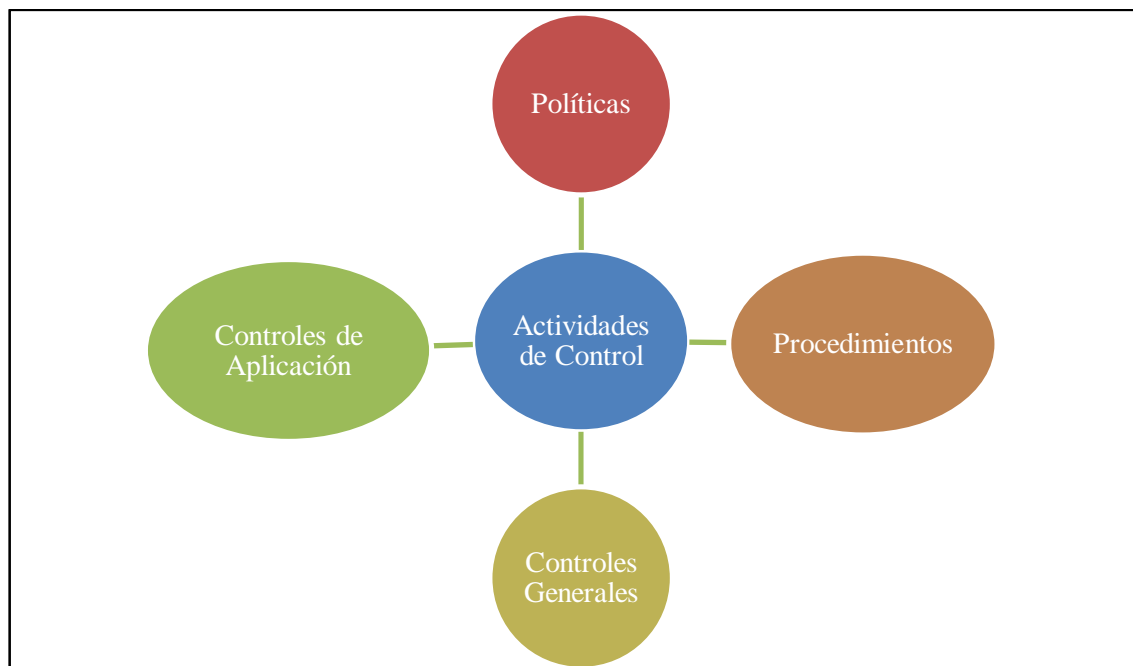 Políticas
Controles de
Aplicación
Actividades
de Control
Procedimientos
Controles
Generales